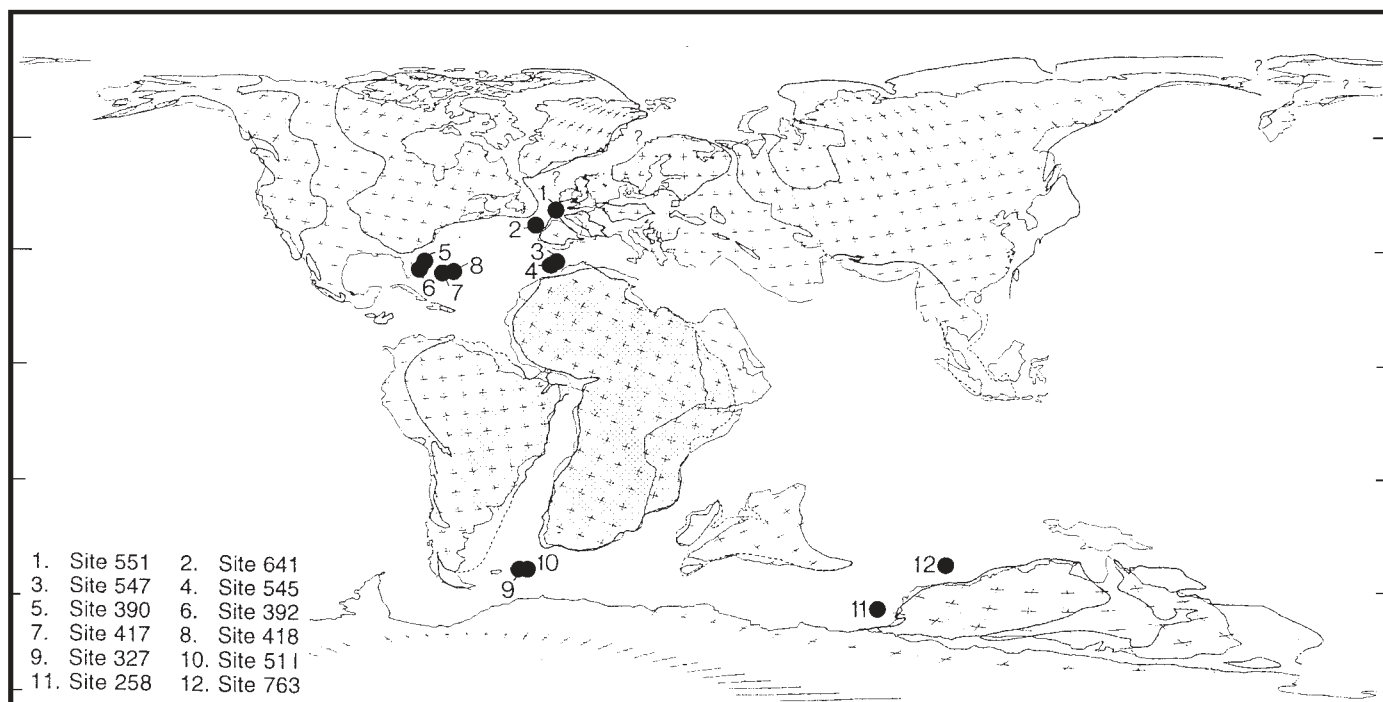 ?
?
?
1
?
2
5
3
8
4
6
7
12
10
9
11
1. Site 551 2. Site 641
3. Site 547 4. Site 545
5. Site 390 6. Site 392
7. Site 417 8. Site 418
9. Site 327 10. Site 511
11. Site 258 12. Site 763